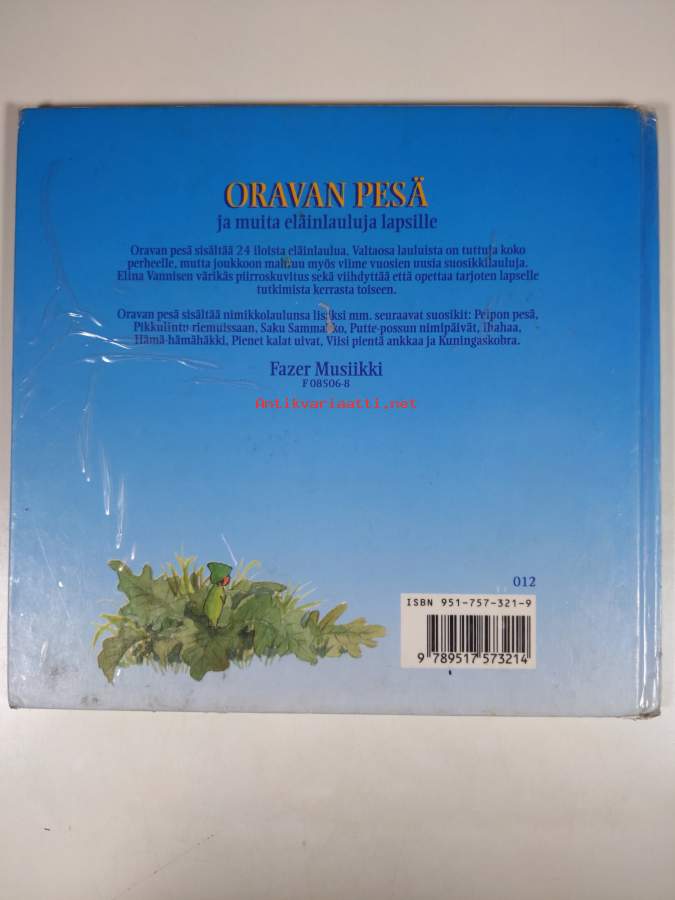 ORAVAN PESÄ
ja muita eläinlauluja lapsille
Oravan pesä sisältää 24 iloista eläinlaulua. Valtaosa lauluista on tuttuja koko
perheelle, mutta joukkoon mahtuu myös viime vuosien uusia suosikkilauluja.
Elina Vannisen värikäs piirroskuvitus sekä viihdyttää että opettaa tarjoten lapselle
tutkimista kerrasta toiseen.
Oravan pesä sisältää nimikkolaulunsa lisäksi mm. seuraavat suosikit: Peipon pesä,
Pikkulintu riemuissaan, Saku Sammakko, Putte-possun nimipäivät, Ihahaa,
Hämä-hämähäkki, Pienet kalat uivat, Viisi pientä ankkaa ja Kuningaskobra.
Fazer Musiikki
F 08506-8
Antikvariaatti.net
012
ISBN 951-757-321-9
9 789517 573214